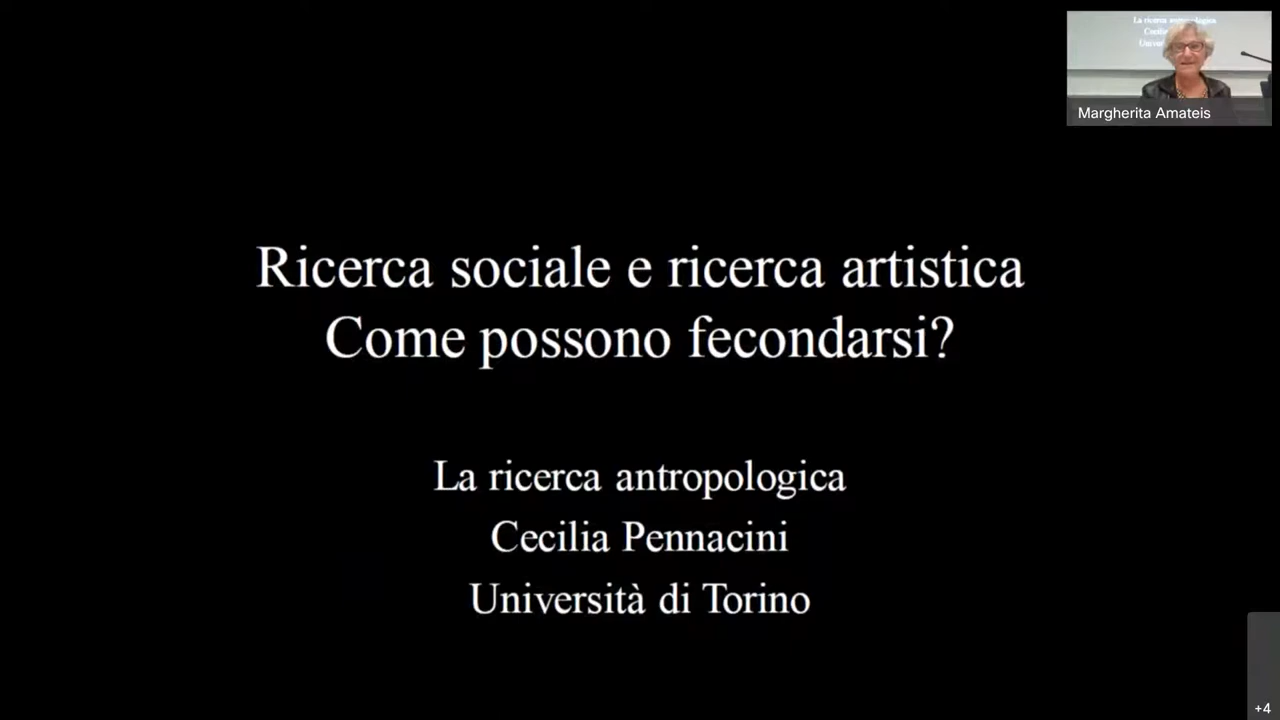 Ricerca sociale e ricerca artistica
Come possono fecondarsi?
La ricerca antropologica
Cecilia Pennacini
Università di Torino
Margherita Amateis
+4